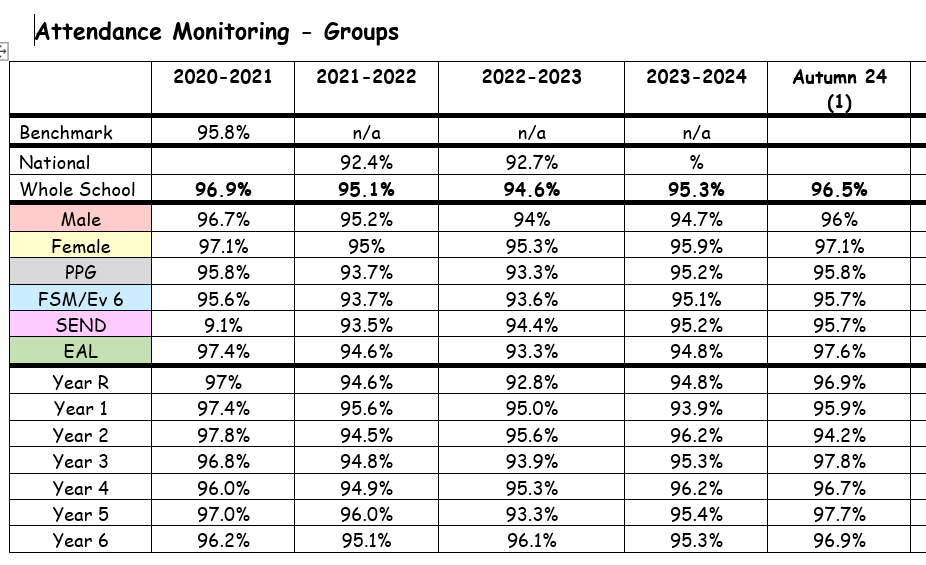 Attendance Monitoring - Groups
2020-2021 2021-2022 2022-2023 2023-2024 Autumn 24
(1)
Benchmark 95.8% n/a n/a n/a
National 92.4% 92.7% %
Whole School 96.9% 95.1% 94.6% 95.3% 96.5%
Male 96.7% 95.2% 94% 94.7% 96%
Female 97.1% 95% 95.3% 95.9% 97.1%
PPG 95.8% 93.7% 93.3% 95.2% 95.8%
FSM/Ev 6 95.6% 93.7% 93.6% 95.1% 95.7%
SEND 9.1% 93.5% 94.4% 95.2% 95.7%
EAL 97.4% 94.6% 93.3% 94.8% 97.6%
Year R 97% 94.6% 92.8% 94.8% 96.9%
Year 1 97.4% 95.6% 95.0% 93.9% 95.9%
Year 2 97.8% 94.5% 95.6% 96.2% 94.2%
Year 3 96.8% 94.8% 93.9% 95.3% 97.8%
Year 4 96.0% 94.9% 95.3% 96.2% 96.7%
Year 5 97.0% 96.0% 93.3% 95.4% 97.7%
Year 6 96.2% 95.1% 96.1% 95.3% 96.9%